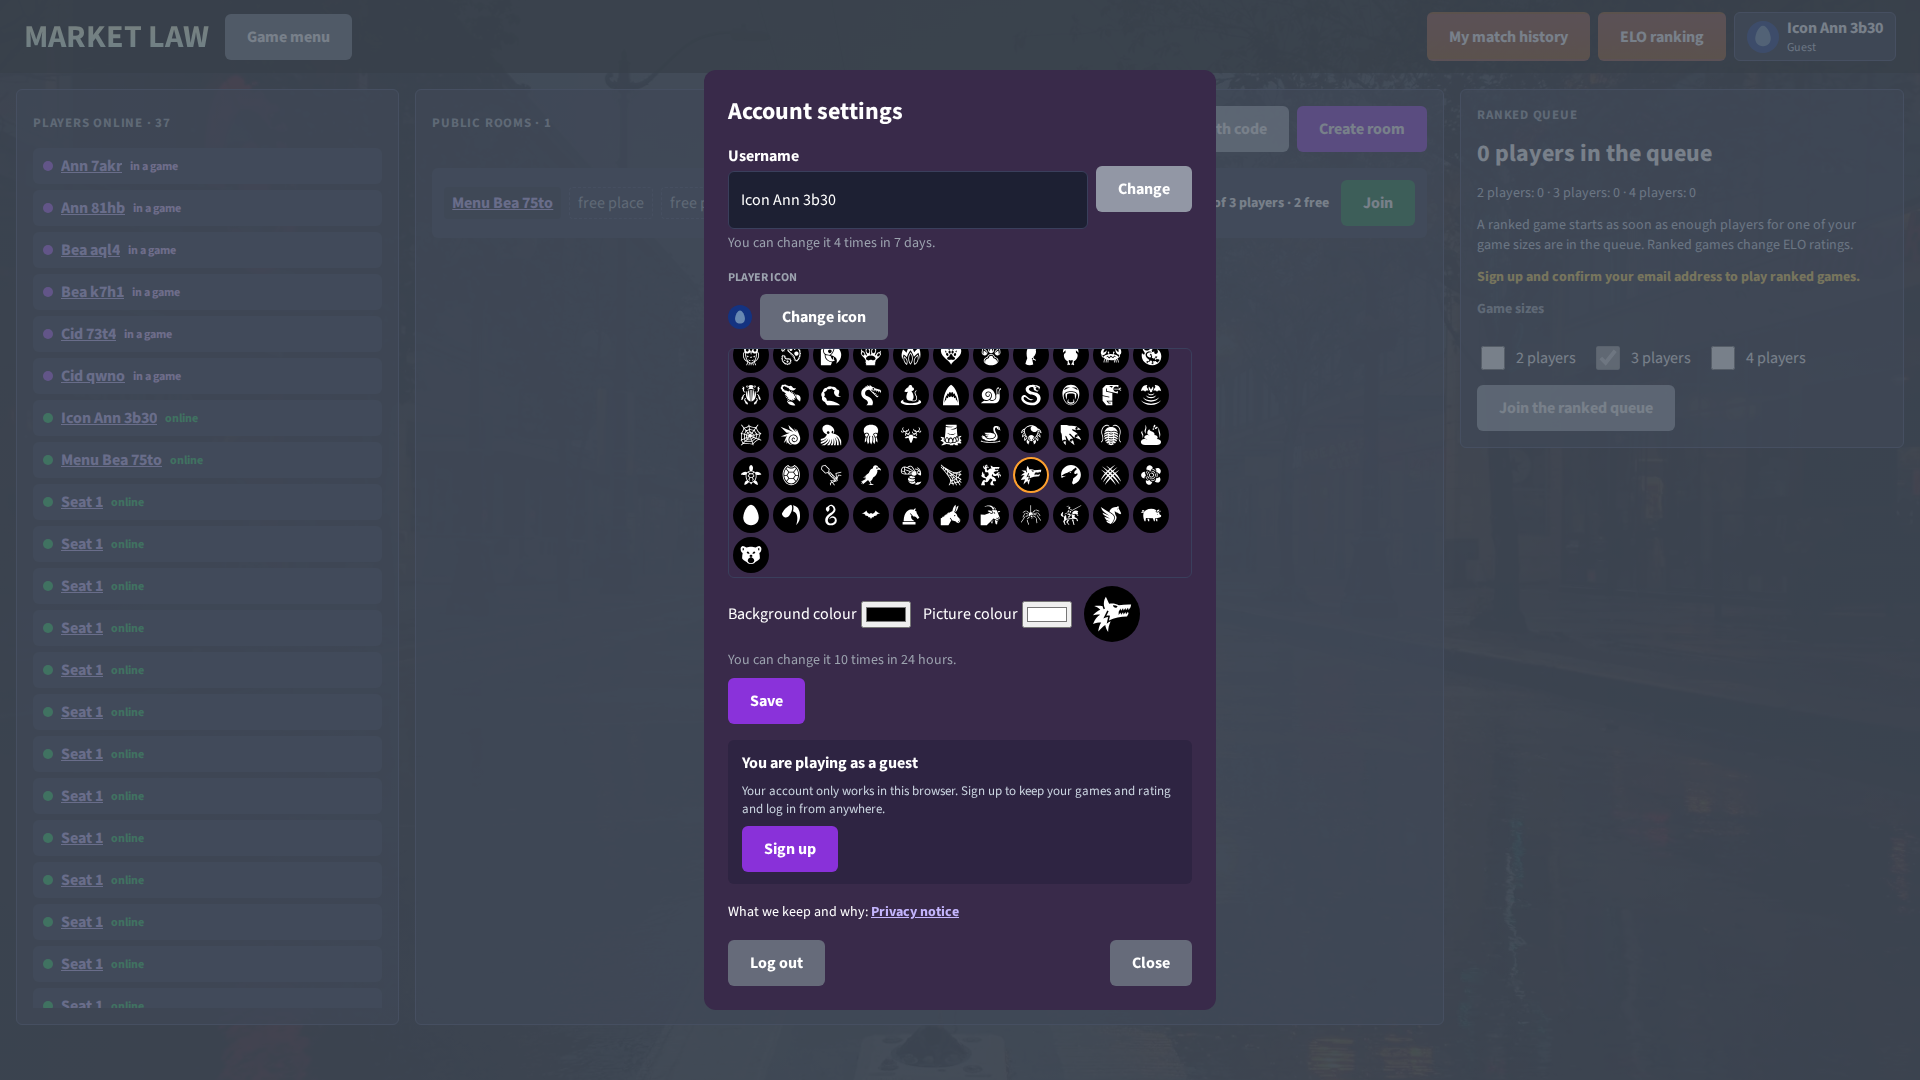 MARKET LAW
Game menu
My match history
ELO ranking
Icon Ann 3b30
Guest
PLAYERS ONLINE · 37
Ann 7akr in a game
Ann 81hb in a game
Bea aql4 in a game
Bea k7h1 in a game
Cid 73t4 in a game
Cid qwno in a game
Icon Ann 3b30 online
Menu Bea 75to online
Seat 1 online
Seat 1 online
Seat 1 online
Seat 1 online
Seat 1 online
Seat 1 online
Seat 1 online
Seat 1 online
Seat 1 online
Seat 1 online
Seat 1 online
Seat 1 online
Seat 1 online
PUBLIC ROOMS · 1
th code
Create room
Menu Bea 75to
free place
free
of 3 players · 2 free
Join
Account settings
Username
Icon Ann 3b30
Change
You can change it 4 times in 7 days.
PLAYER ICON
Change icon
Background colour
Picture colour
You can change it 10 times in 24 hours.
Save
You are playing as a guest
Your account only works in this browser. Sign up to keep your games and rating
and log in from anywhere.
Sign up
What we keep and why: Privacy notice
Log out
Close
RANKED QUEUE
0 players in the queue
2 players: 0 · 3 players: 0 · 4 players: 0
A ranked game starts as soon as enough players for one of your
game sizes are in the queue. Ranked games change ELO ratings.
Sign up and confirm your email address to play ranked games.
Game sizes
2 players
3 players
4 players
Join the ranked queue